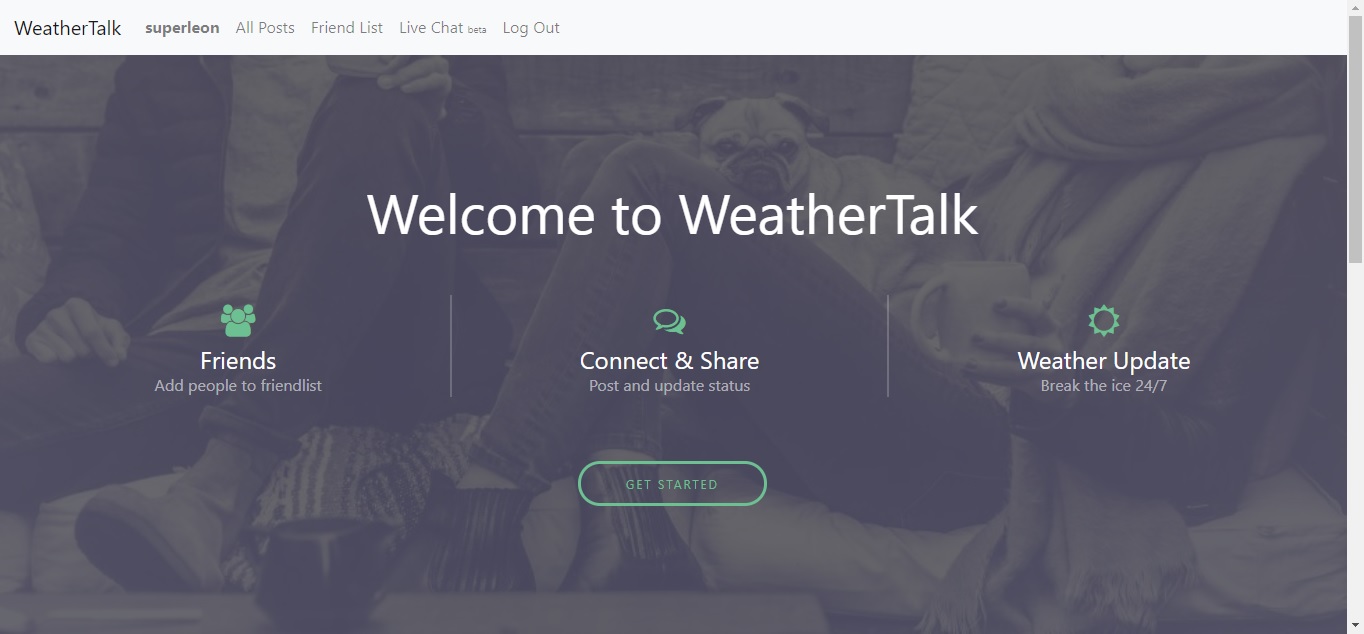 WeatherTalk superleon All Posts Friend List Live Chat beta Log Out
Welcome to WeatherTalk
Friends
Add people to friendlist
Connect & Share
Post and update status
Weather Update
Break the ice 24/7
GET STARTED